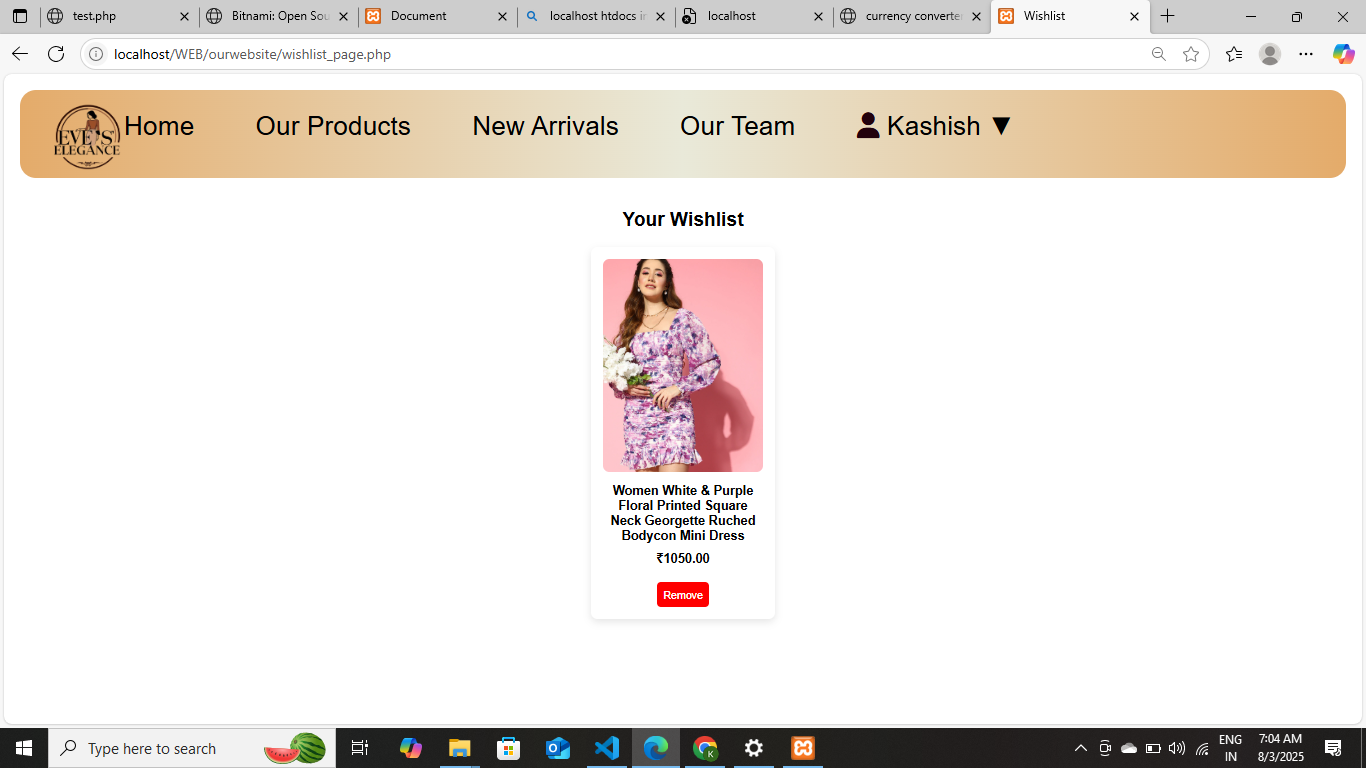 test.php
Bitnami: Open Sou
Document
localhost htdocs in
localhost
currency converter
Wishlist
localhost/WEB/ourwebsite/wishlist_page.php
EVE'S
ELEGANCE
Home
Our Products
New Arrivals
Our Team
Kashish ▼
Your Wishlist
Women White & Purple
Floral Printed Square
Neck Georgette Ruched
Bodycon Mini Dress
₹1050.00
Remove
Type here to search
ENG
IN
7:04 AM
8/3/2025